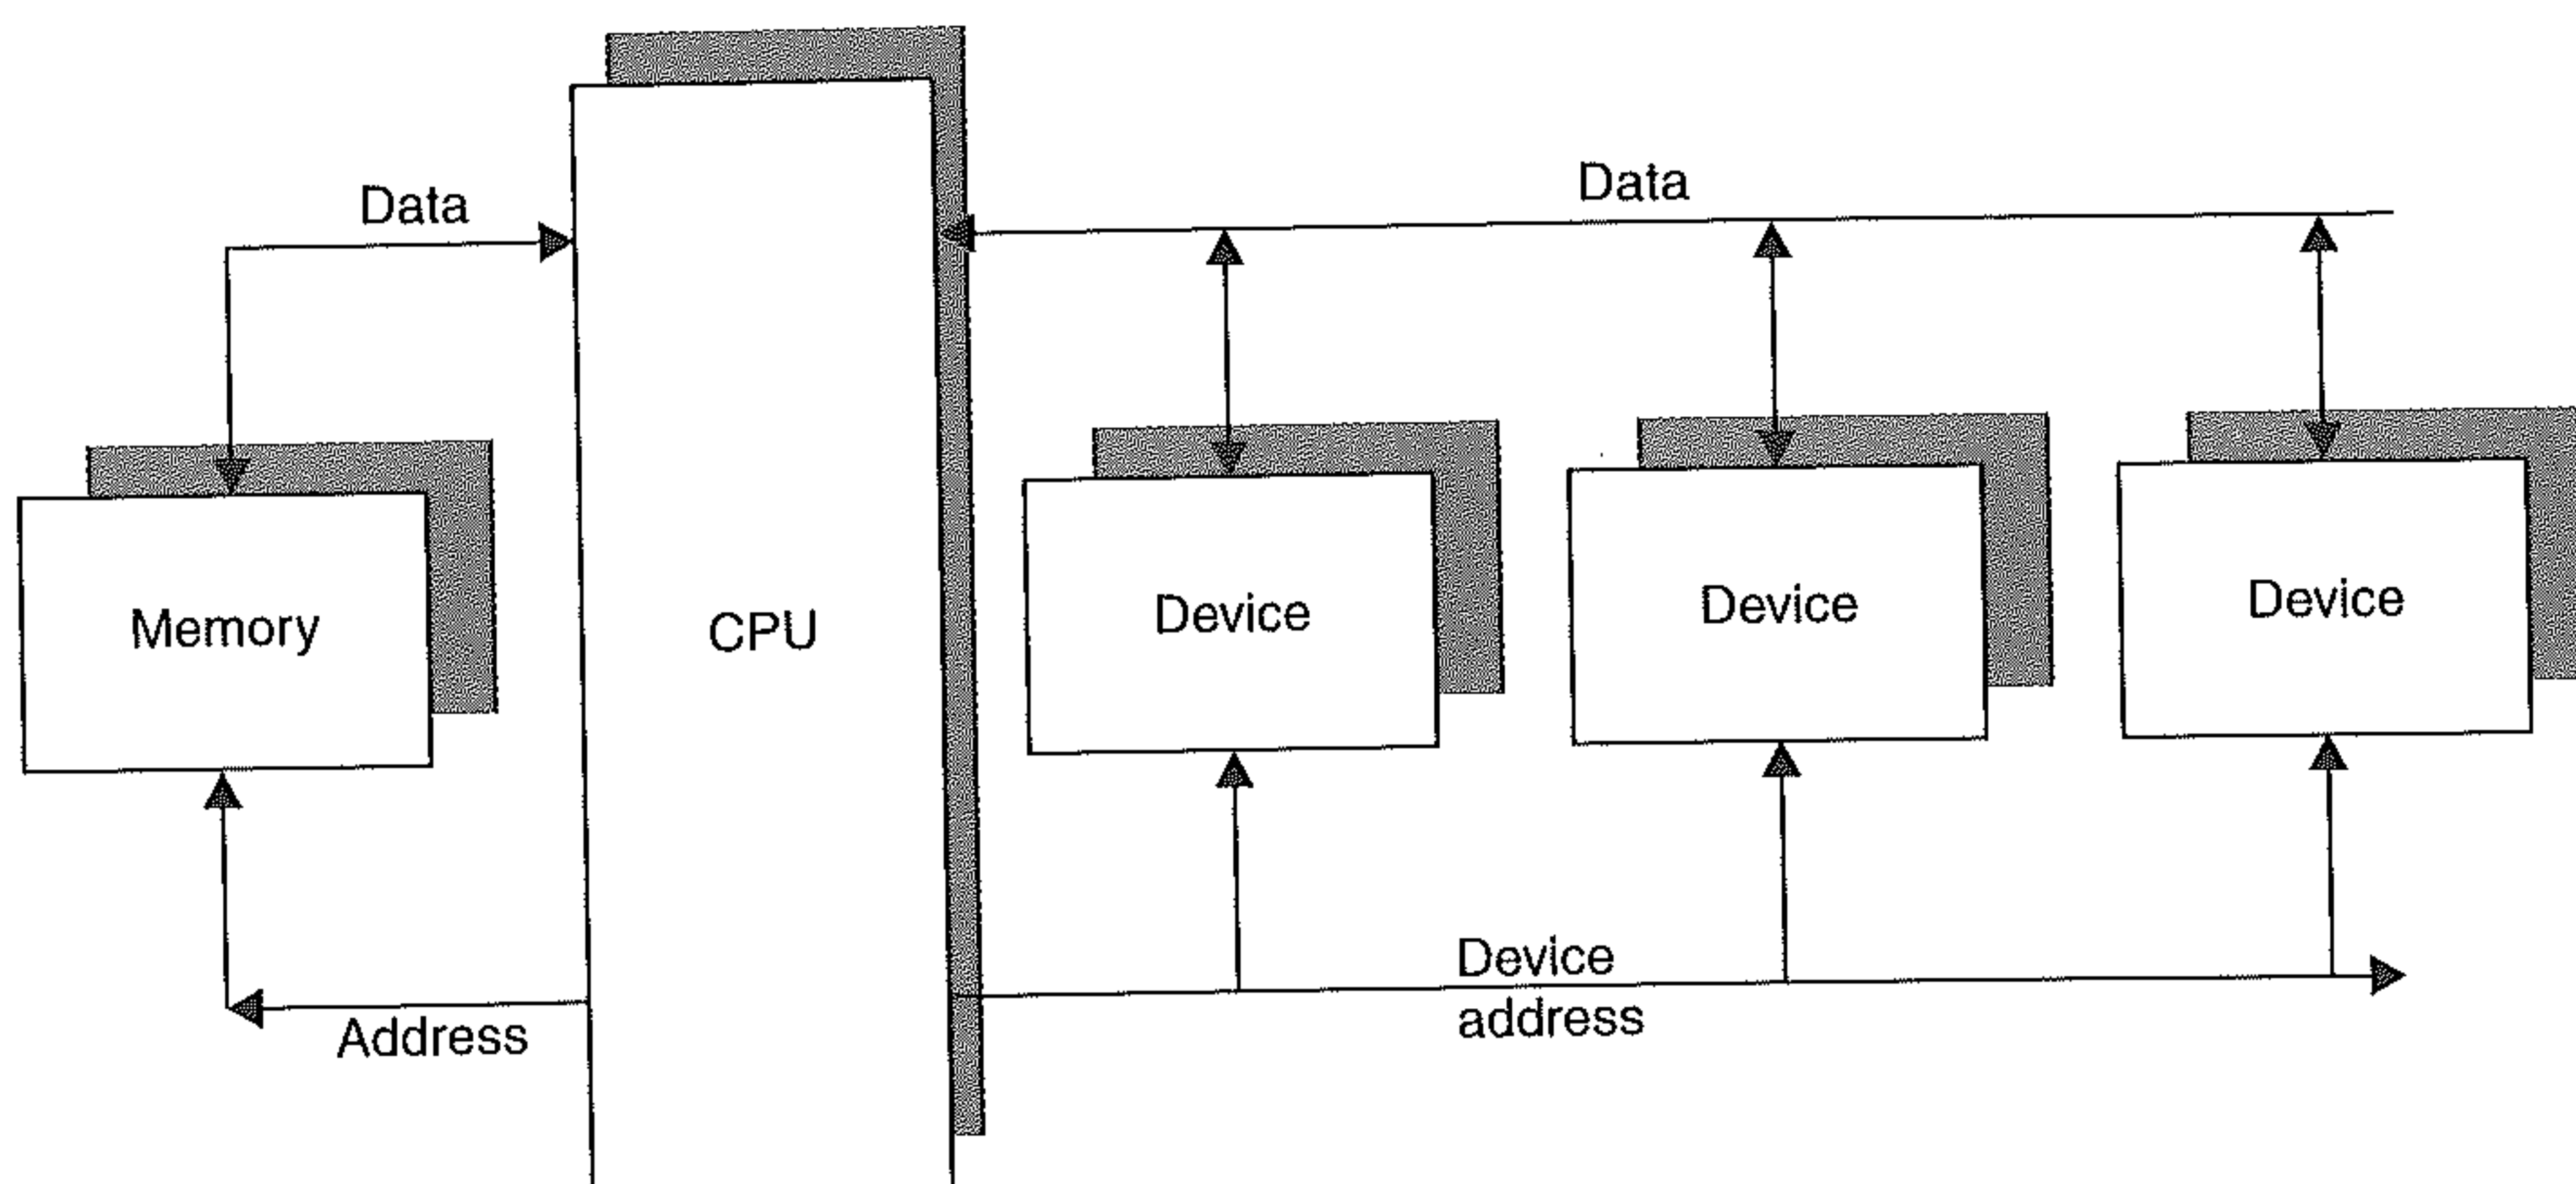 Data
Data
Memory
CPU
Device
Device
Device
Device
address
Address